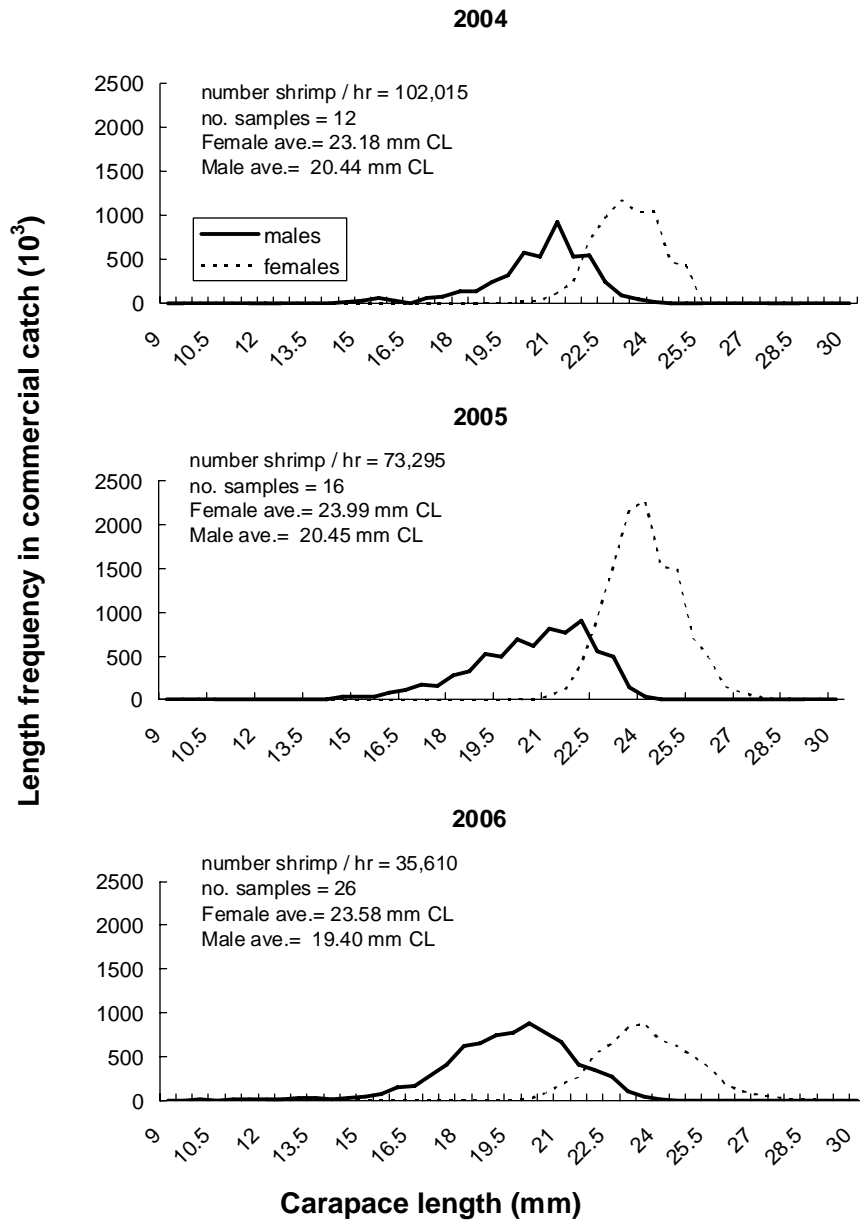 2004
number shrimp / hr = 102,015
no. samples = 12
Female ave.= 23.18 mm CL
Male ave.= 20.44 mm CL
males
females
2500
2000
1500
1000
500
0
9 10.5 12 13.5 15 16.5 18 19.5 21 22.5 24 25.5 27 28.5 30
2005
number shrimp / hr = 73,295
no. samples = 16
Female ave.= 23.99 mm CL
Male ave.= 20.45 mm CL
2500
2000
1500
1000
500
0
9 10.5 12 13.5 15 16.5 18 19.5 21 22.5 24 25.5 27 28.5 30
2006
number shrimp / hr = 35,610
no. samples = 26
Female ave.= 23.58 mm CL
Male ave.= 19.40 mm CL
2500
2000
1500
1000
500
0
9 10.5 12 13.5 15 16.5 18 19.5 21 22.5 24 25.5 27 28.5 30
Length frequency in commercial catch (10³)
Carapace length (mm)